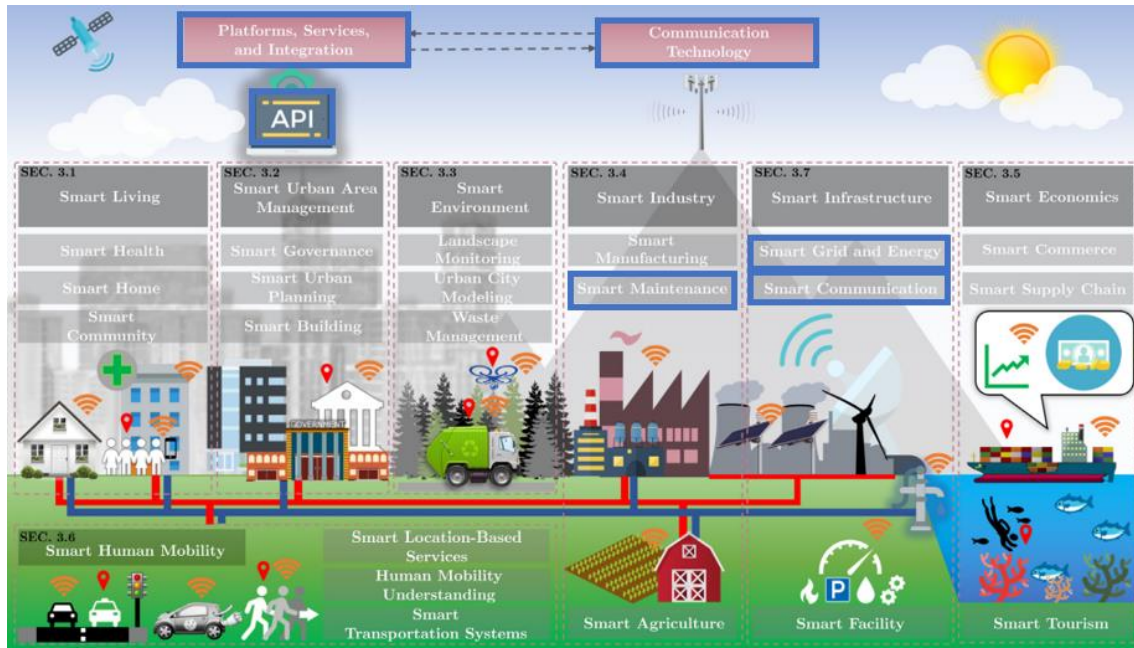 Platforms, Services,
and Integration
Communication
Technology
API
SEC. 3.1
Smart Living
Smart Health
Smart Home
Smart
Community
SEC. 3.2
Smart Urban Area
Management
Smart Governance
Smart Urban
Planning
Smart Building
SEC. 3.3
Smart
Environment
Landscape
Monitoring
Urban City
Modeling
Waste
Management
SEC. 3.4
Smart Industry
Smart
Manufacturing
Smart Maintenance
SEC. 3.7
Smart Infrastructure
Smart Grid and Energy
Smart Communication
SEC. 3.5
Smart Economics
Smart Commerce
Smart Supply Chain
GOVERNMENT
SEC. 3.6
Smart Human Mobility
Smart Location-Based
Services
Human Mobility
Understanding
Smart
Transportation Systems
Smart Agriculture
P
Smart Facility
Smart Tourism